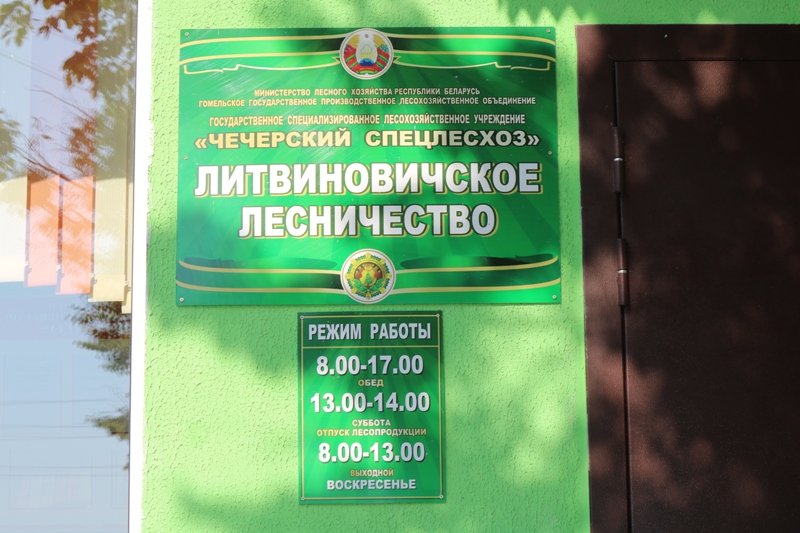 МИНИСТЕРСТВО ЛЕСНОГО ХОЗЯЙСТВА РЕСПУБЛИКИ БЕЛАРУСЬ
ГОМЕЛЬСКОЕ ГОСУДАРСТВЕННОЕ ПРОИЗВОДСТВЕННОЕ ЛЕСОХОЗЯЙСТВЕННОЕ ОБЪЕДИНЕНИЕ
ГОСУДАРСТВЕННОЕ СПЕЦИАЛИЗИРОВАННОЕ ЛЕСОХОЗЯЙСТВЕННОЕ УЧРЕЖДЕНИЕ
«ЧЕЧЕРСКИЙ СПЕЦЛЕСХОЗ»
ЛИТВИНОВИЧСКОЕ
ЛЕСНИЧЕСТВО
РЕЖИМ РАБОТЫ
8.00-17.00
ОБЕД
13.00-14.00
СУББОТА
ОТПУСК ЛЕСОПРОДУКЦИИ
8.00-13.00
ВЫХОДНОЙ
ВОСКРЕСЕНЬЕ